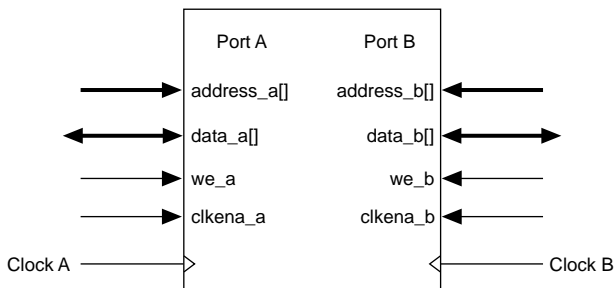 Port A Port B
address_a[] address_b[]
data_a[] data_b[]
we_a we_b
clkena_a clkena_b
Clock A Clock B